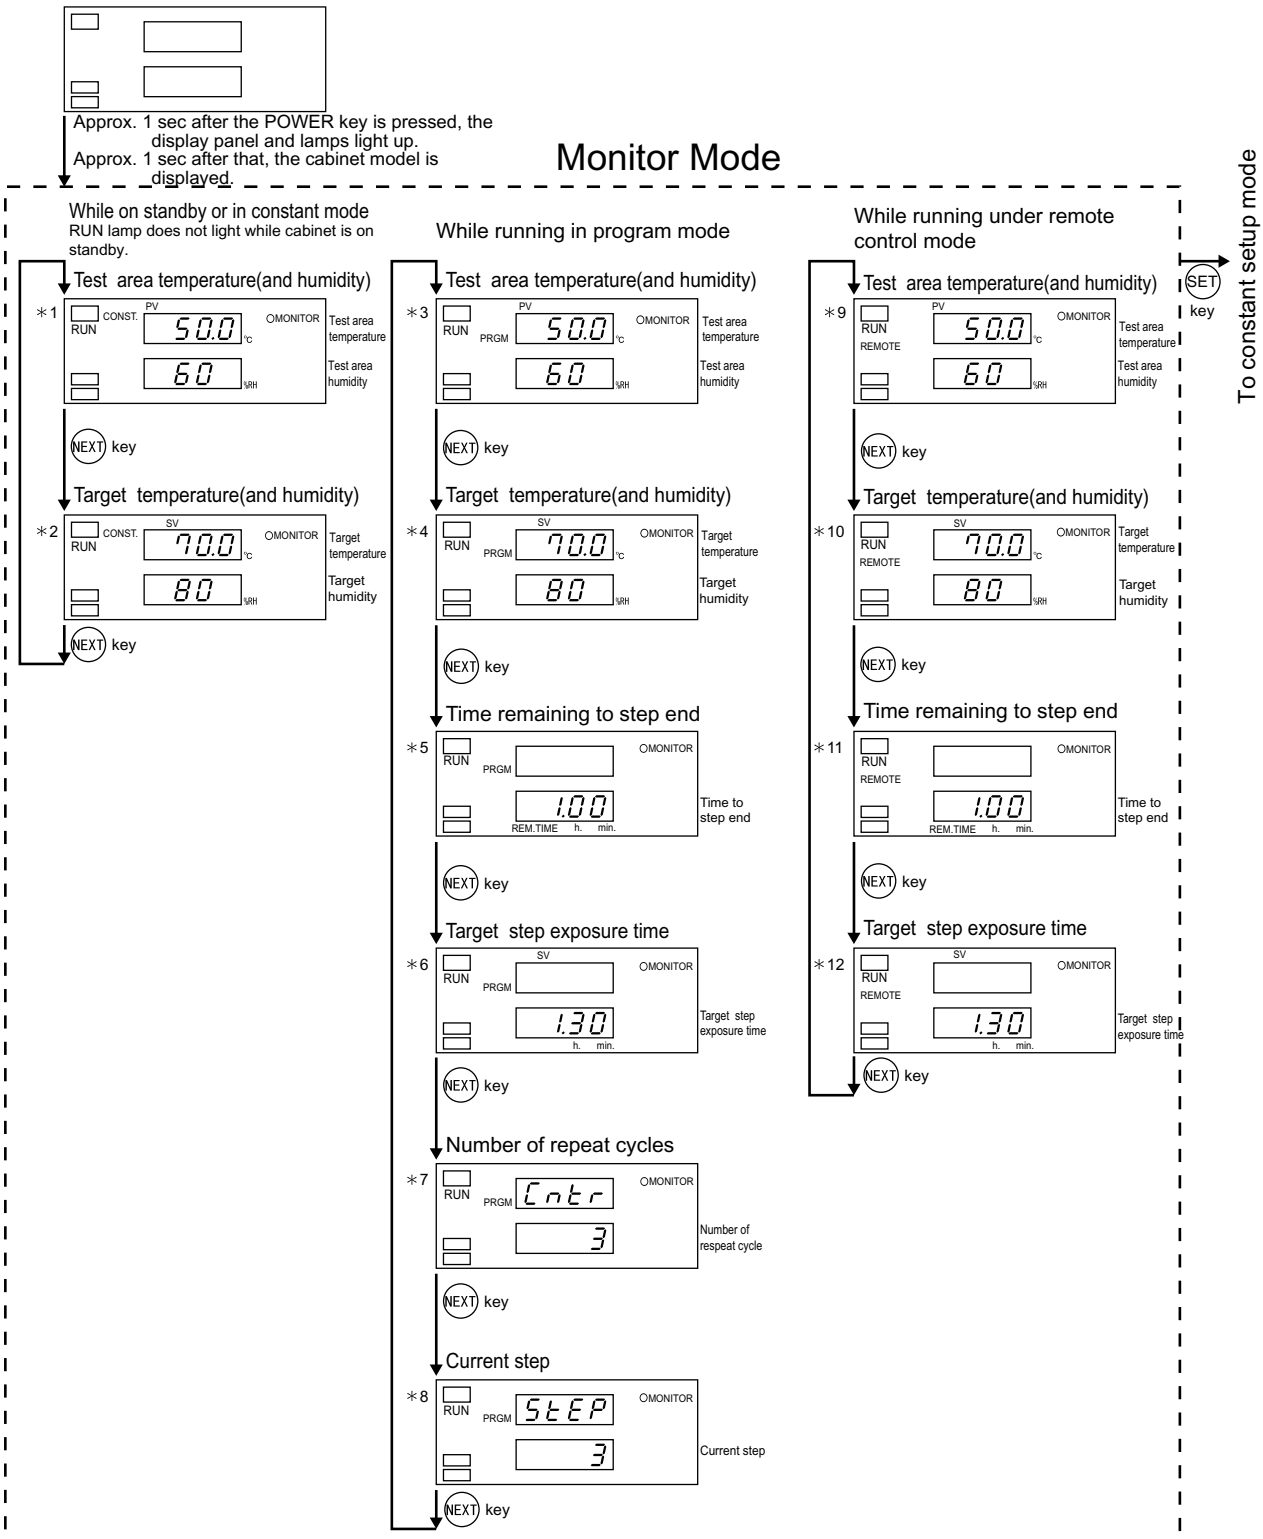 Approx. 1 sec after the POWER key is pressed, the
display panel and lamps light up.
Approx. 1 sec after that, the cabinet model is
displayed.
Monitor Mode
To constant setup mode
SET
key
While on standby or in constant mode
RUN lamp does not light while cabinet is on
standby.
Test area temperature(and humidity)
*1
RUN
CONST.
PV
50.0
°C
OMONITOR
Test area
temperature
60
%RH
Test area
humidity
NEXT key
Target temperature(and humidity)
*2
RUN
CONST.
SV
70.0
°C
OMONITOR
Target
temperature
80
%RH
Target
humidity
NEXT key
While running in program mode
Test area temperature(and humidity)
*3
RUN
PRGM
PV
50.0
°C
OMONITOR
Test area
temperature
60
%RH
Test area
humidity
NEXT key
Target temperature(and humidity)
*4
RUN
PRGM
SV
70.0
°C
OMONITOR
Target
temperature
80
%RH
Target
humidity
NEXT key
Time remaining to step end
*5
RUN
PRGM
OMONITOR
1.00
REM.TIME h. min.
Time to
step end
NEXT key
Target step exposure time
*6
RUN
PRGM
SV
OMONITOR
1.30
h. min.
Target step
exposure time
NEXT key
Number of repeat cycles
*7
RUN
PRGM
Cntr
OMONITOR
3
Number of
respeat cycle
NEXT key
Current step
*8
RUN
PRGM
StEP
OMONITOR
3
Current step
NEXT key
While running under remote
control mode
Test area temperature(and humidity)
*9
RUN
REMOTE
PV
50.0
°C
OMONITOR
Test area
temperature
60
%RH
Test area
humidity
NEXT key
Target temperature(and humidity)
*10
RUN
REMOTE
SV
70.0
°C
OMONITOR
Target
temperature
80
%RH
Target
humidity
NEXT key
Time remaining to step end
*11
RUN
REMOTE
OMONITOR
1.00
REM.TIME h. min.
Time to
step end
NEXT key
Target step exposure time
*12
RUN
REMOTE
SV
OMONITOR
1.30
h. min.
Target step
exposure time
NEXT key